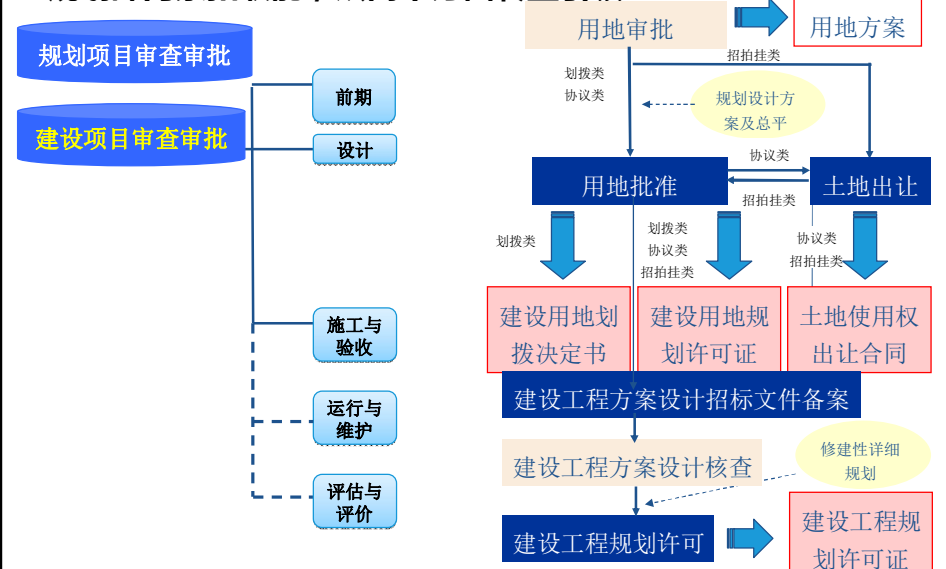 规划项目审查审批
建设项目审查审批
前期
设计
施工与
验收
运行与
维护
评估与
评价
用地审批
用地方案
招拍挂类
划拨类
协议类
规划设计方
案及总平
用地批准
协议类
招拍挂类
土地出让
划拨类
划拨类
协议类
招拍挂类
协议类
招拍挂类
建设用地划
拨决定书
建设用地规
划许可证
土地使用权
出让合同
建设工程方案设计招标文件备案
建设工程方案设计核查
修建性详细
规划
建设工程规划许可
建设工程规
划许可证